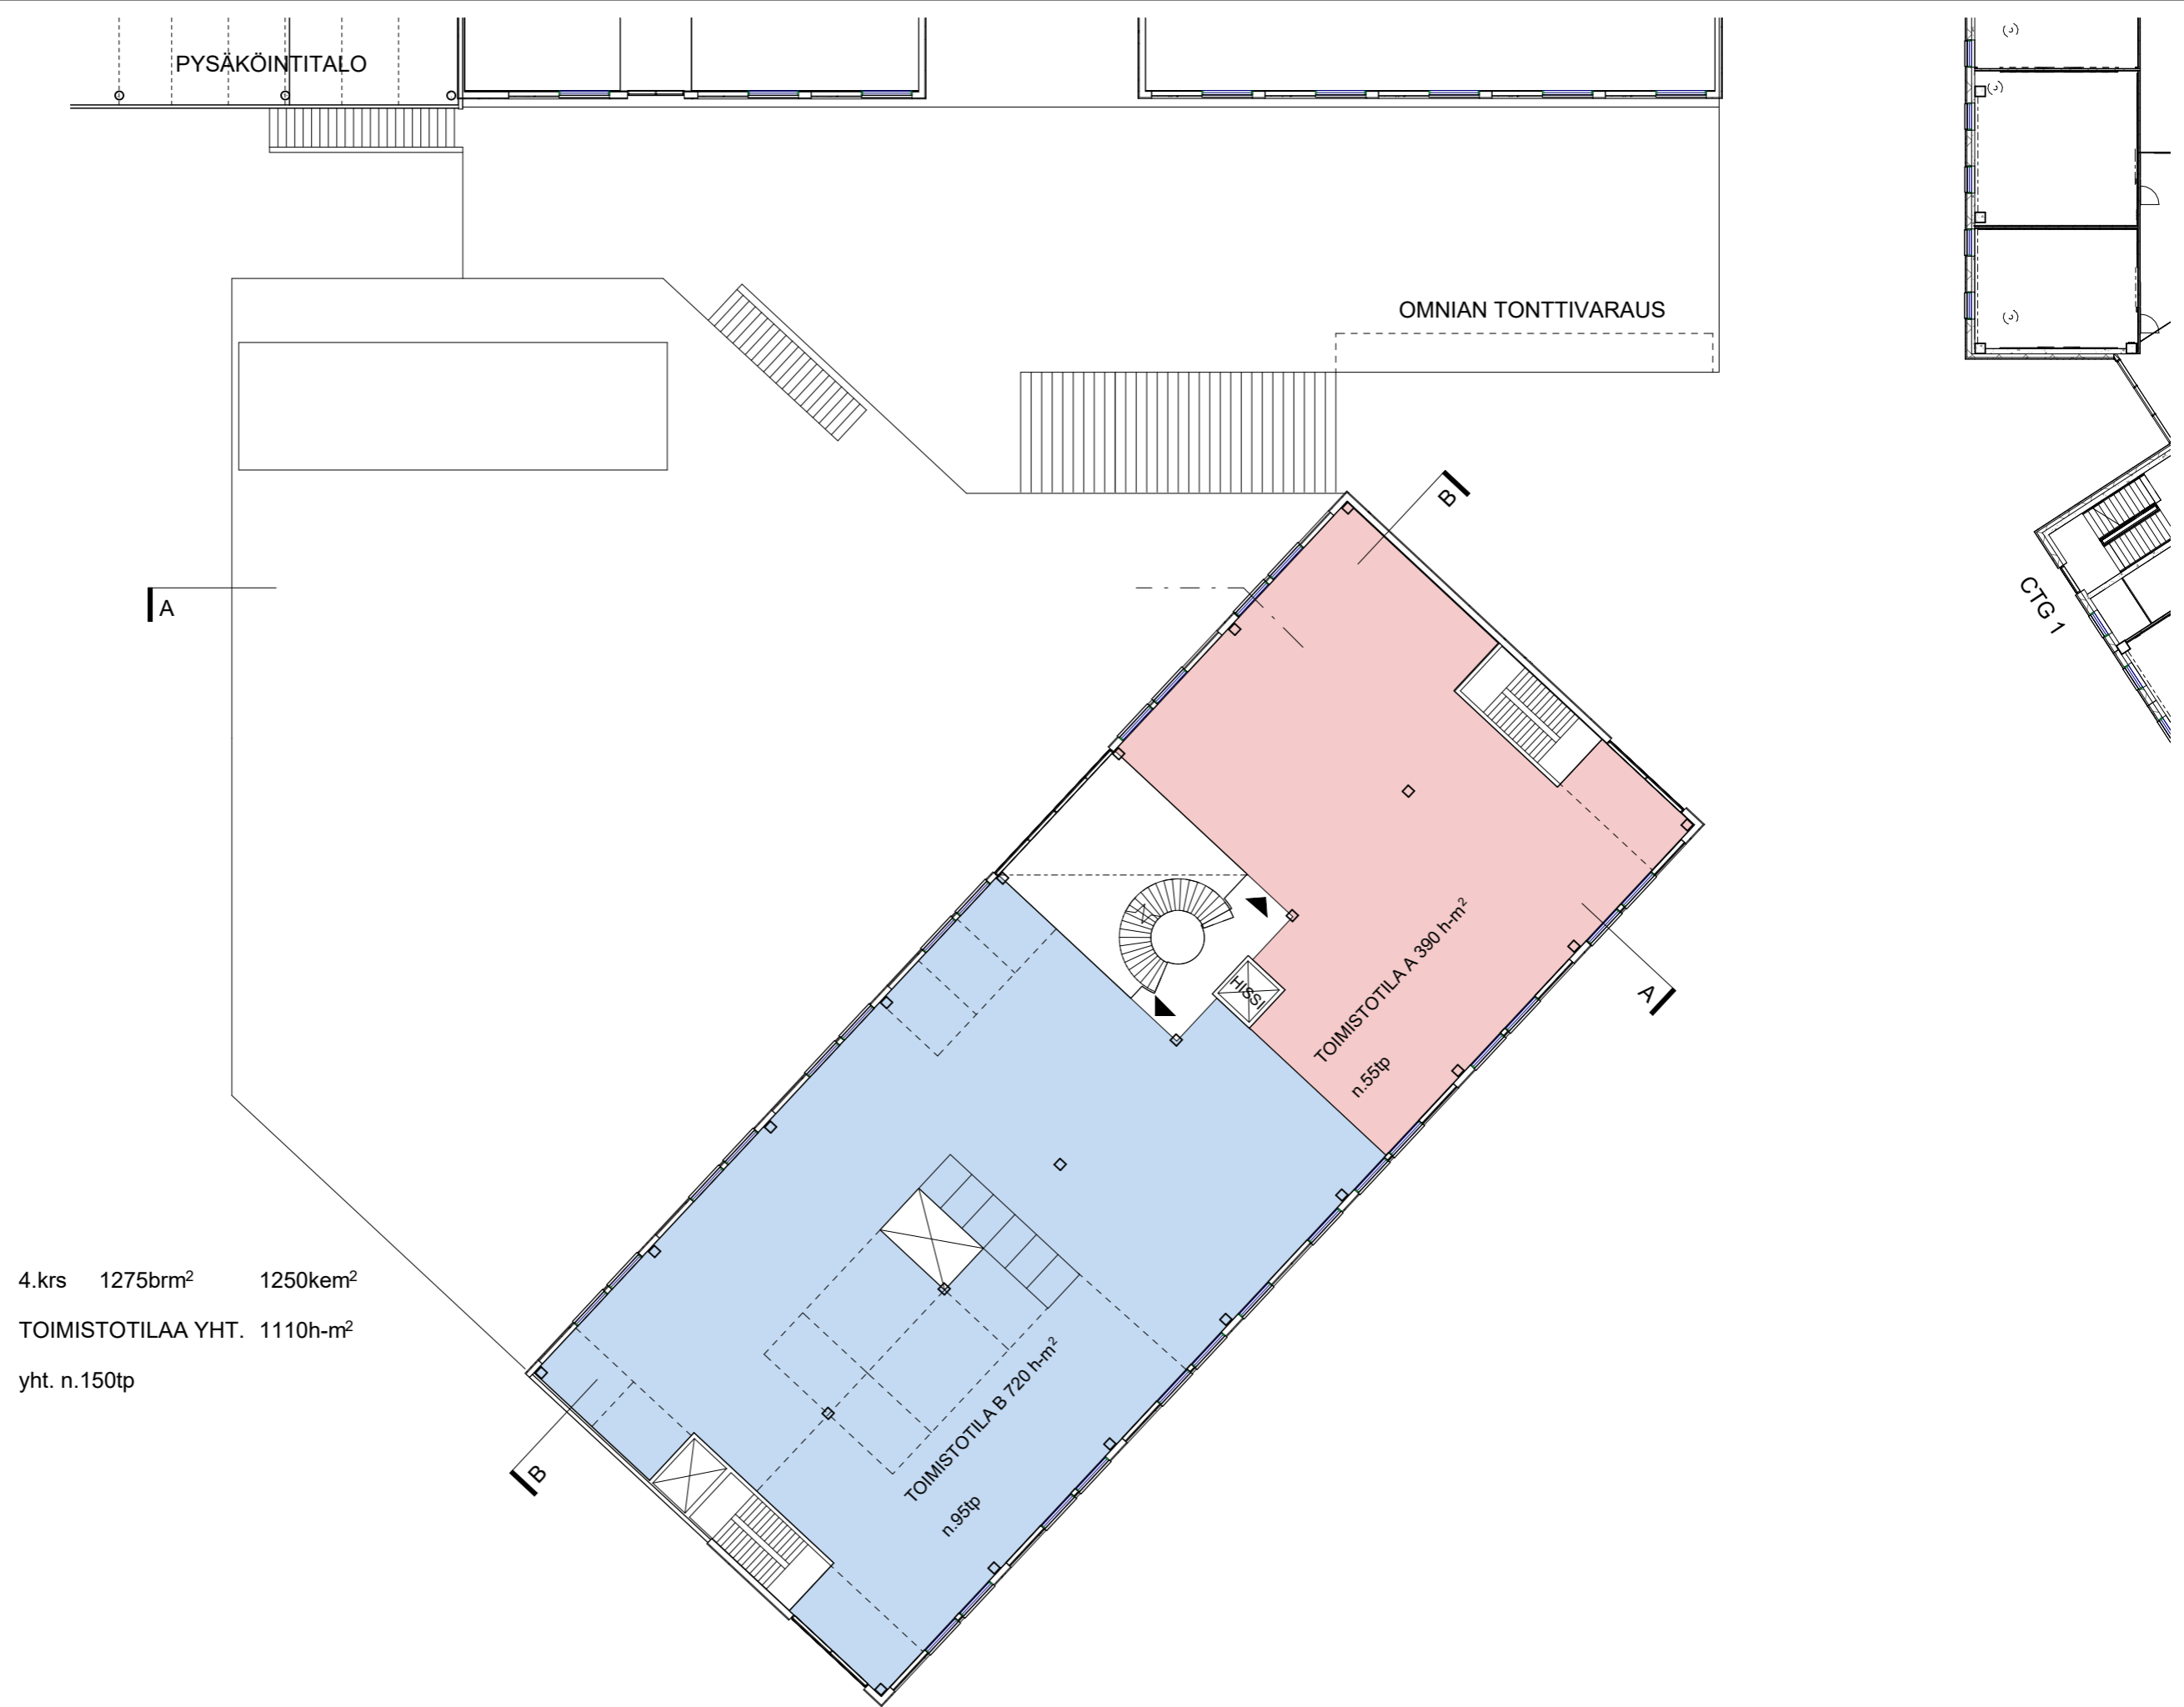 PYSÄKÖINTITALO
OMNIAN TONTTIVARAUS
B
A
CTG 1
HISSI
TOIMISTOTILA A 390 h-m²
n.55tp
A
4.krs 1275brm² 1250kem²
TOIMISTOTILAA YHT. 1110h-m²
yht. n.150tp
TOIMISTOTILA B 720 h-m²
n.95tp
B